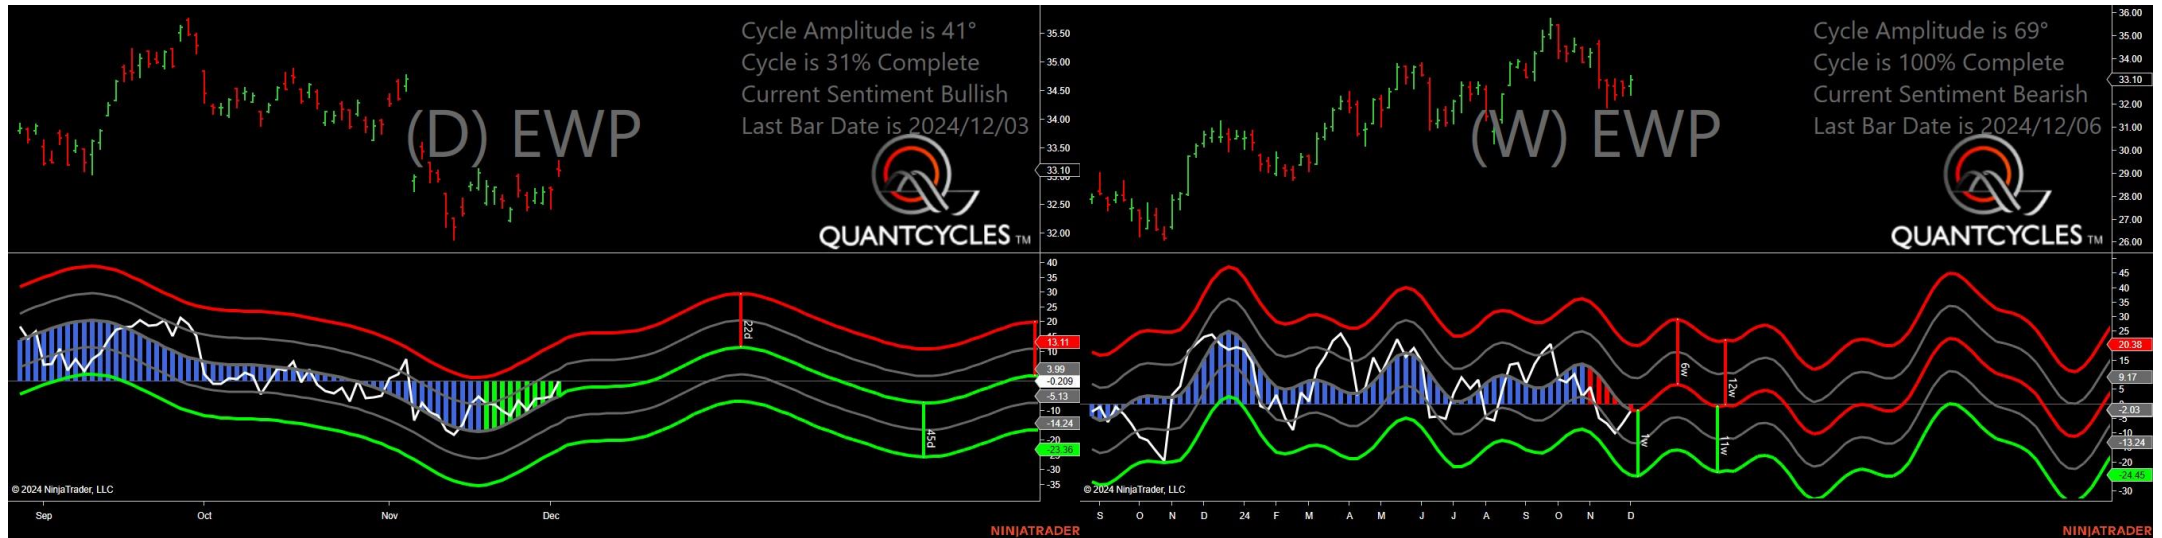 Cycle Amplitude is 41°
Cycle is 31% Complete
Current Sentiment Bullish
Last Bar Date is 2024/12/03
(D) EWP
QUANTCYCLES TM
35.50
35.00
34.50
34.00
33.50
33.10
32.50
32.00
40
35
30
25
20
13.11
10
3.99
-0.209
-5.13
-10
-14.24
-20
-23.36
-30
-35
22d
45d
© 2024 NinjaTrader, LLC
Sep Oct Nov Dec
NINJATRADER
Cycle Amplitude is 69°
Cycle is 100% Complete
Current Sentiment Bearish
Last Bar Date is 2024/12/06
(W) EWP
QUANTCYCLES TM
36.00
35.00
34.00
33.10
32.00
31.00
30.00
29.00
28.00
27.00
26.00
45
40
35
30
25
20.38
15
9.17
5
-2.03
-5
-10
-13.24
-20
-24.45
-30
6w
12w
1w
11w
© 2024 NinjaTrader, LLC
S O N D 24 F M A M J J A S O N D
NINJATRADER